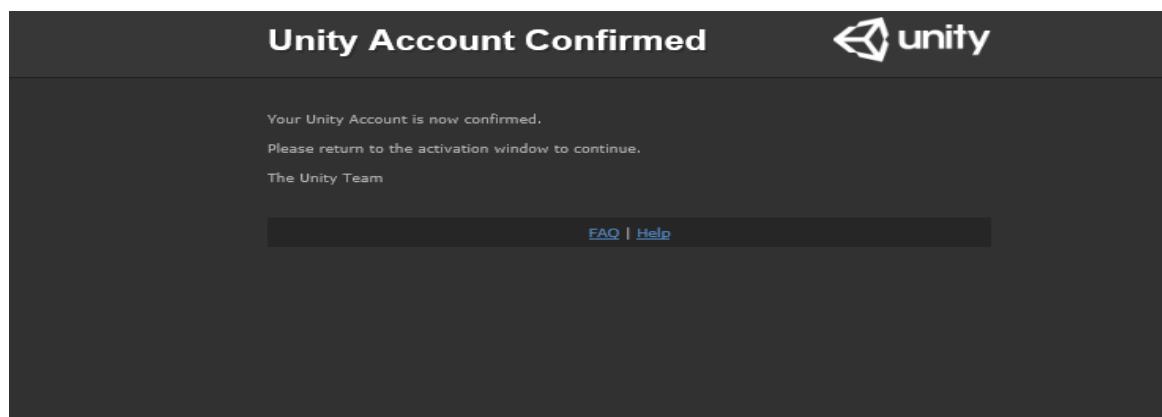 Unity Account Confirmed
unity
Your Unity Account is now confirmed.
Please return to the activation window to continue.
The Unity Team
FAQ | Help